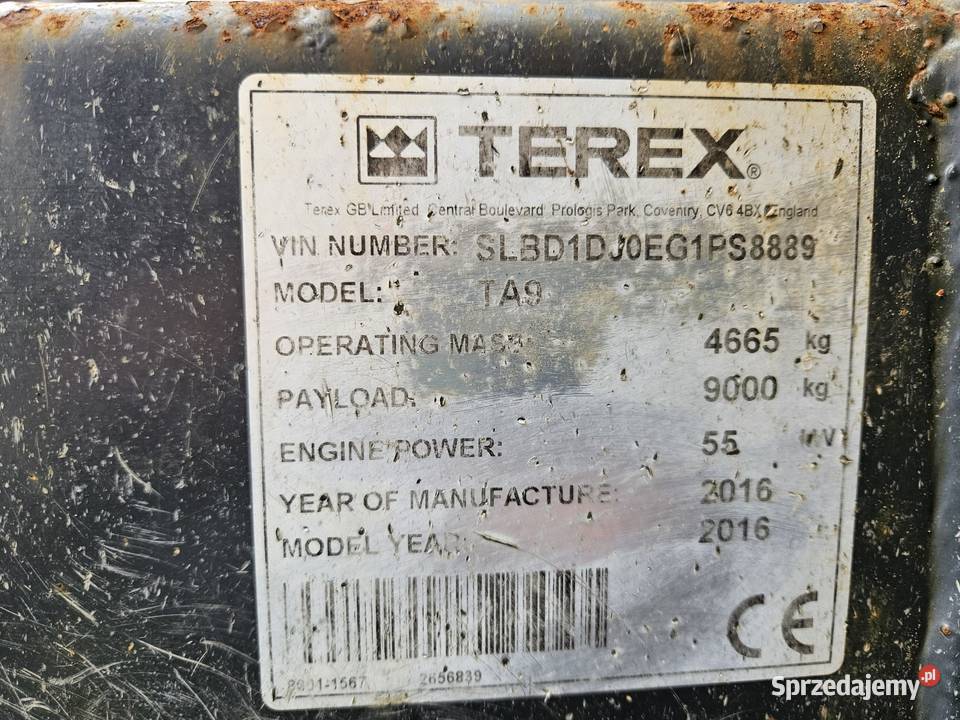 TEREX®
Terex GB Limited Central Boulevard Prologis Park, Coventry, CV6 4BX England
VIN NUMBER: SLBD1DJ0EG1PS8889
MODEL: TA9
OPERATING MASS: 4665 kg
PAYLOAD: 9000 kg
ENGINE POWER: 55
YEAR OF MANUFACTURE: 2016
MODEL YEAR: 2016
2656839
CE
Sprzedajemy.pl